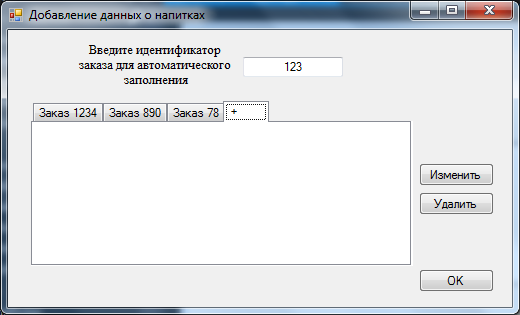 Добавление данных о напитках
Введите идентификатор
заказа для автоматического
заполнения
123
Заказ 1234 Заказ 890 Заказ 78 +
Изменить
Удалить
OK